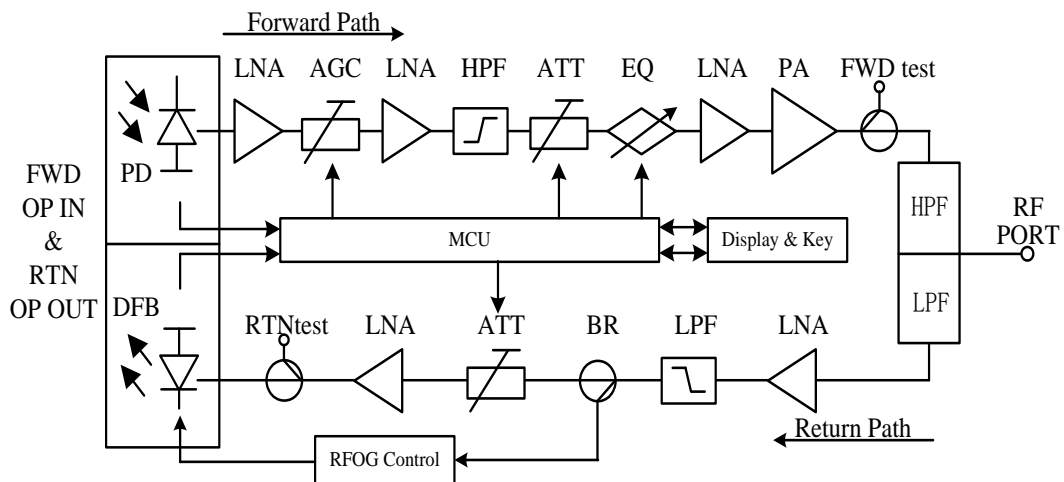 Forward Path
LNA AGC LNA HPF ATT EQ LNA PA FWD test
PD
FWD
OP IN
&
RTN
OP OUT
MCU
Display & Key
HPF
LPF
RF
PORT
DFB
RTNtest LNA ATT BR LPF LNA
Return Path
RFOG Control